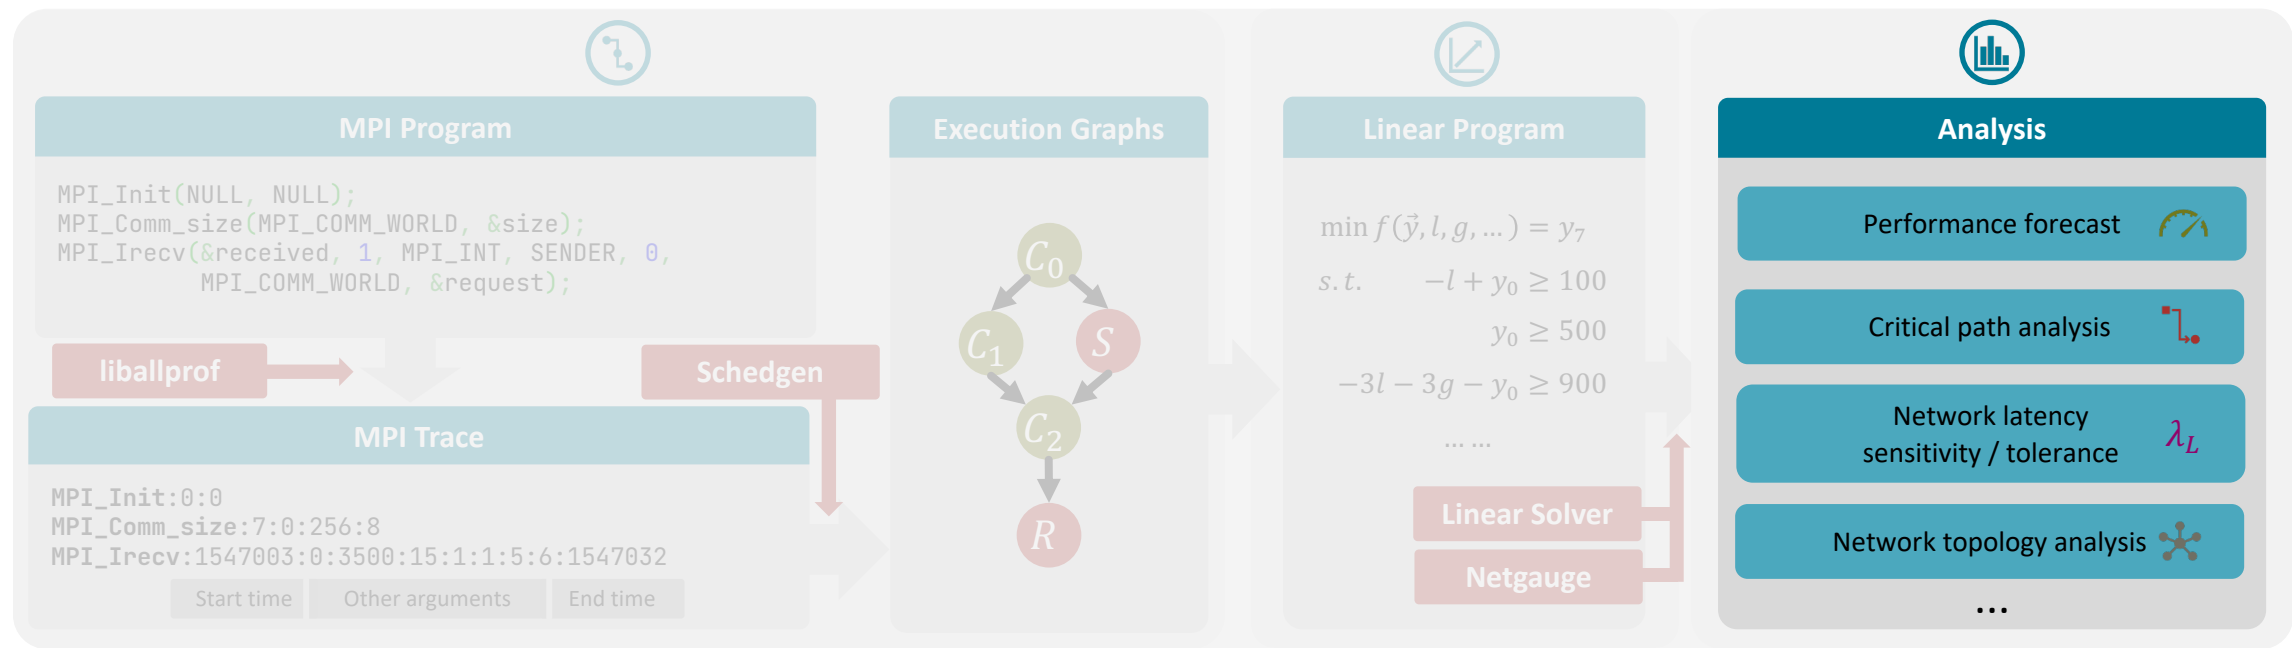 MPI Program
MPI_Init(NULL, NULL);
MPI_Comm_size(MPI_COMM_WORLD, &size);
MPI_Irecv(&received, 1, MPI_INT, SENDER, 0,
MPI_COMM_WORLD, &request);
liballprof
Schedgen
MPI Trace
MPI_Init:0:0
MPI_Comm_size:7:0:256:8
MPI_Irecv:1547003:0:3500:15:1:1:5:6:1547032
Start time Other arguments End time
Execution Graphs
C₀
C₁ S
C₂
R
Linear Program
min f(y⃗, l, g, …) = y₇
s.t. −l + y₀ ≥ 100
y₀ ≥ 500
−3l − 3g − y₀ ≥ 900
… …
Linear Solver
Netgauge
Analysis
Performance forecast
Critical path analysis
Network latency
sensitivity / tolerance λ_L
Network topology analysis
...